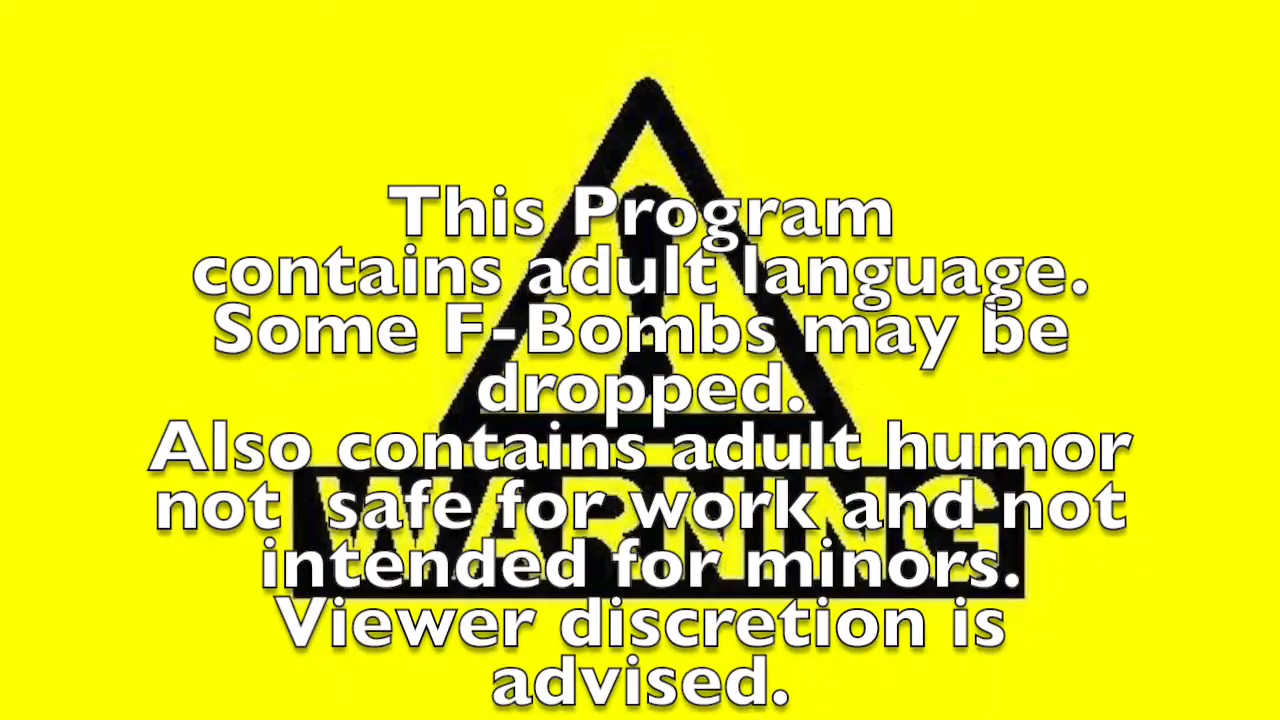 This Program
contains adult language.
Some F-Bombs may be
dropped.
Also contains adult humor
not  safe for work and not
intended for minors.
Viewer discretion is
advised.
WARNING